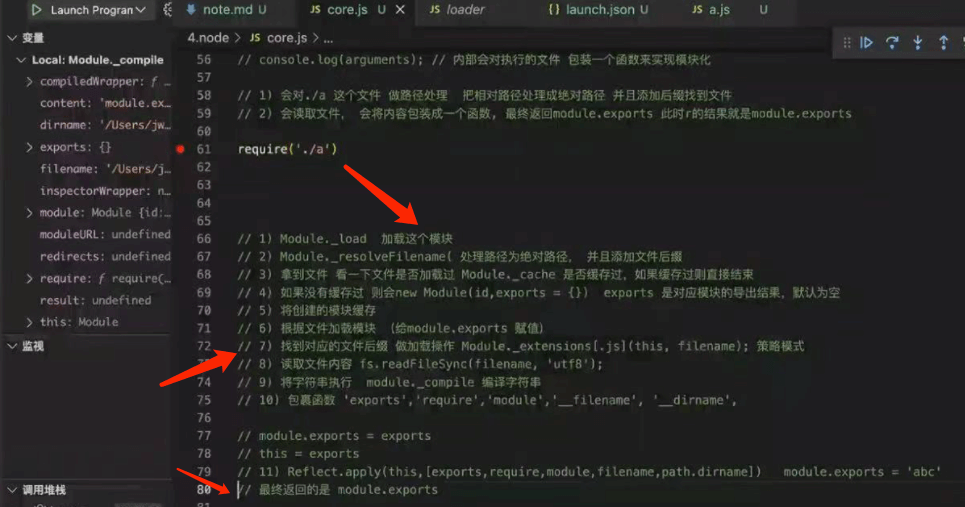 Launch Program
note.md U
JS core.js U
JS loader
{} launch.json U
JS a.js U
4.node > JS core.js > ...
变量
Local: Module._compile
compiledWrapper: ƒ
content: 'module.ex…
dirname: '/Users/jw…
exports: {}
filename: '/Users/j…
inspectorWrapper: n…
module: Module {id:…
moduleURL: undefined
redirects: undefined
require: ƒ require(…
result: undefined
this: Module
监视
调用堆栈
56 // console.log(arguments); // 内部会对执行的文件 包装一个函数来实现模块化
57
58 // 1) 会对./a 这个文件 做路径处理 把相对路径处理成绝对路径 并且添加后缀找到文件
59 // 2) 会读取文件, 会将内容包装成一个函数, 最终返回module.exports 此时r的结果就是module.exports
60
61 require('./a')
62
63
64
65
66 // 1) Module._load 加载这个模块
67 // 2) Module._resolveFilename( 处理路径为绝对路径, 并且添加文件后缀
68 // 3) 拿到文件 看一下文件是否加载过 Module._cache 是否缓存过，如果缓存过则直接结束
69 // 4) 如果没有缓存过 则会new Module(id,exports = {}) exports 是对应模块的导出结果，默认为空
70 // 5) 将创建的模块缓存
71 // 6) 根据文件加载模块 （给module.exports 赋值）
72 // 7) 找到对应的文件后缀 做加载操作 Module._extensions[.js](this, filename); 策略模式
// 8) 读取文件内容 fs.readFileSync(filename, 'utf8');
74 // 9) 将字符串执行 module._compile 编译字符串
75 // 10) 包裹函数 'exports','require','module','__filename', '__dirname',
76
77 // module.exports = exports
78 // this = exports
79 // 11) Reflect.apply(this,[exports,require,module,filename,path.dirname]) module.exports = 'abc'
80 // 最终返回的是 module.exports